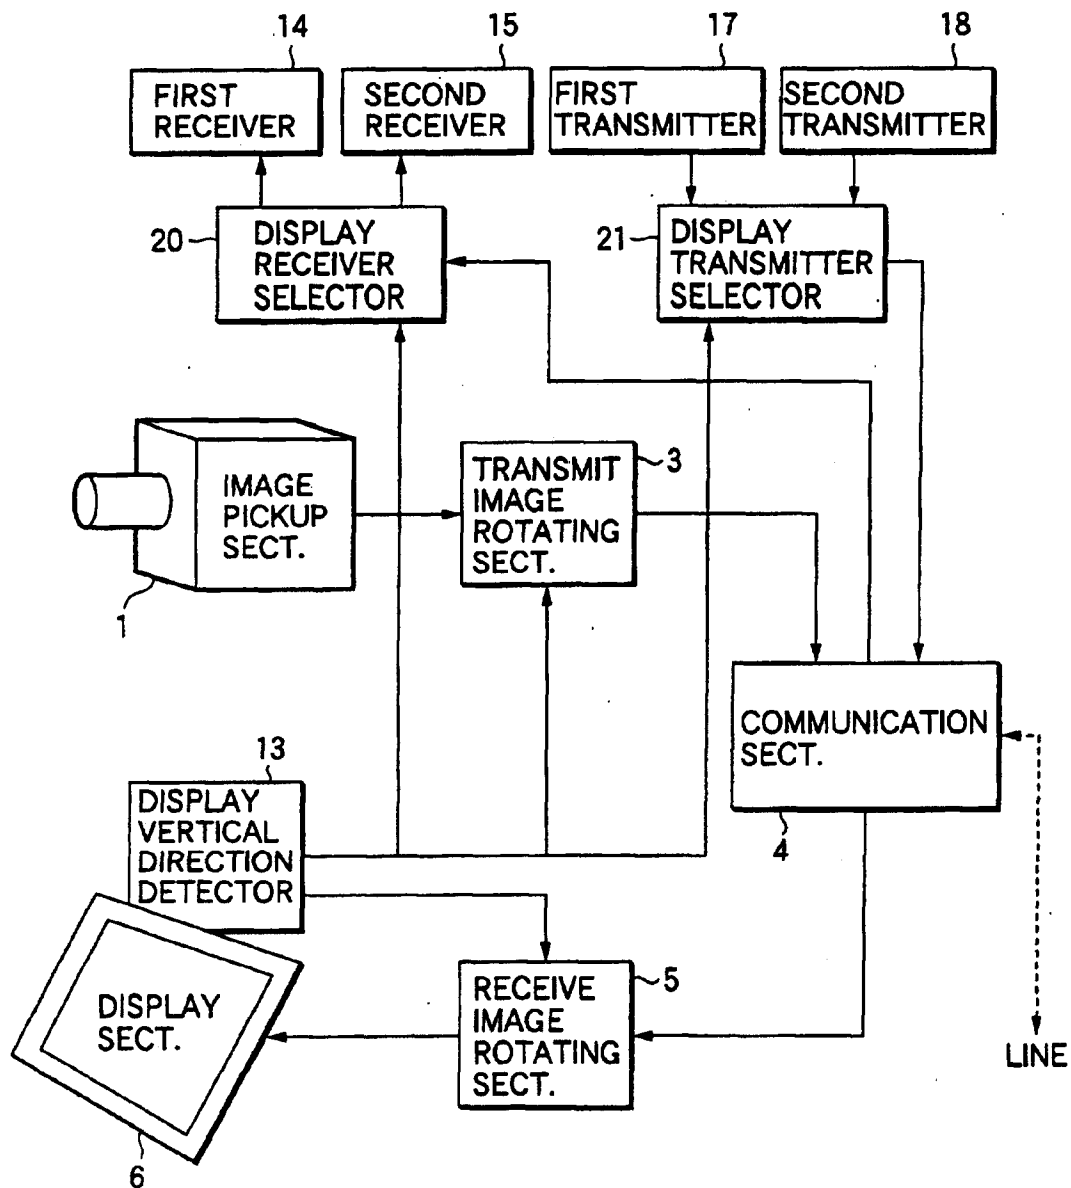 14
15
17
18
FIRST
RECEIVER
SECOND
RECEIVER
FIRST
TRANSMITTER
SECOND
TRANSMITTER
20
DISPLAY
RECEIVER
SELECTOR
21
DISPLAY
TRANSMITTER
SELECTOR
IMAGE
PICKUP
SECT.
1
TRANSMIT
IMAGE
ROTATING
SECT.
3
COMMUNICATION
SECT.
4
13
DISPLAY
VERTICAL
DIRECTION
DETECTOR
DISPLAY
SECT.
6
RECEIVE
IMAGE
ROTATING
SECT.
5
LINE